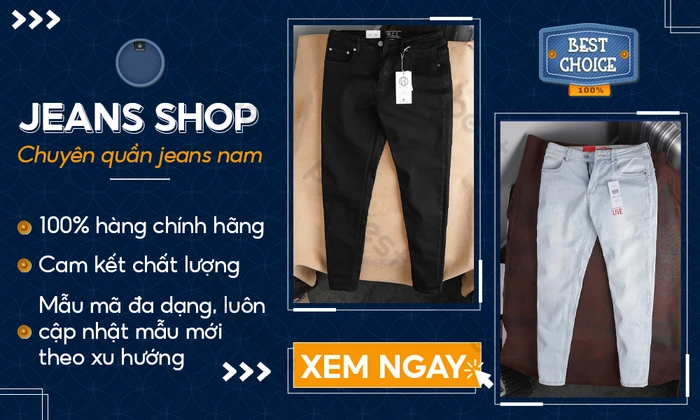 JEANS SHOP
Chuyên quần jeans nam
100% hàng chính hãng
Cam kết chất lượng
Mẫu mã đa dạng, luôn
cập nhật mẫu mới
theo xu hướng
XEM NGAY
BEST
CHOICE
100%
LIVE